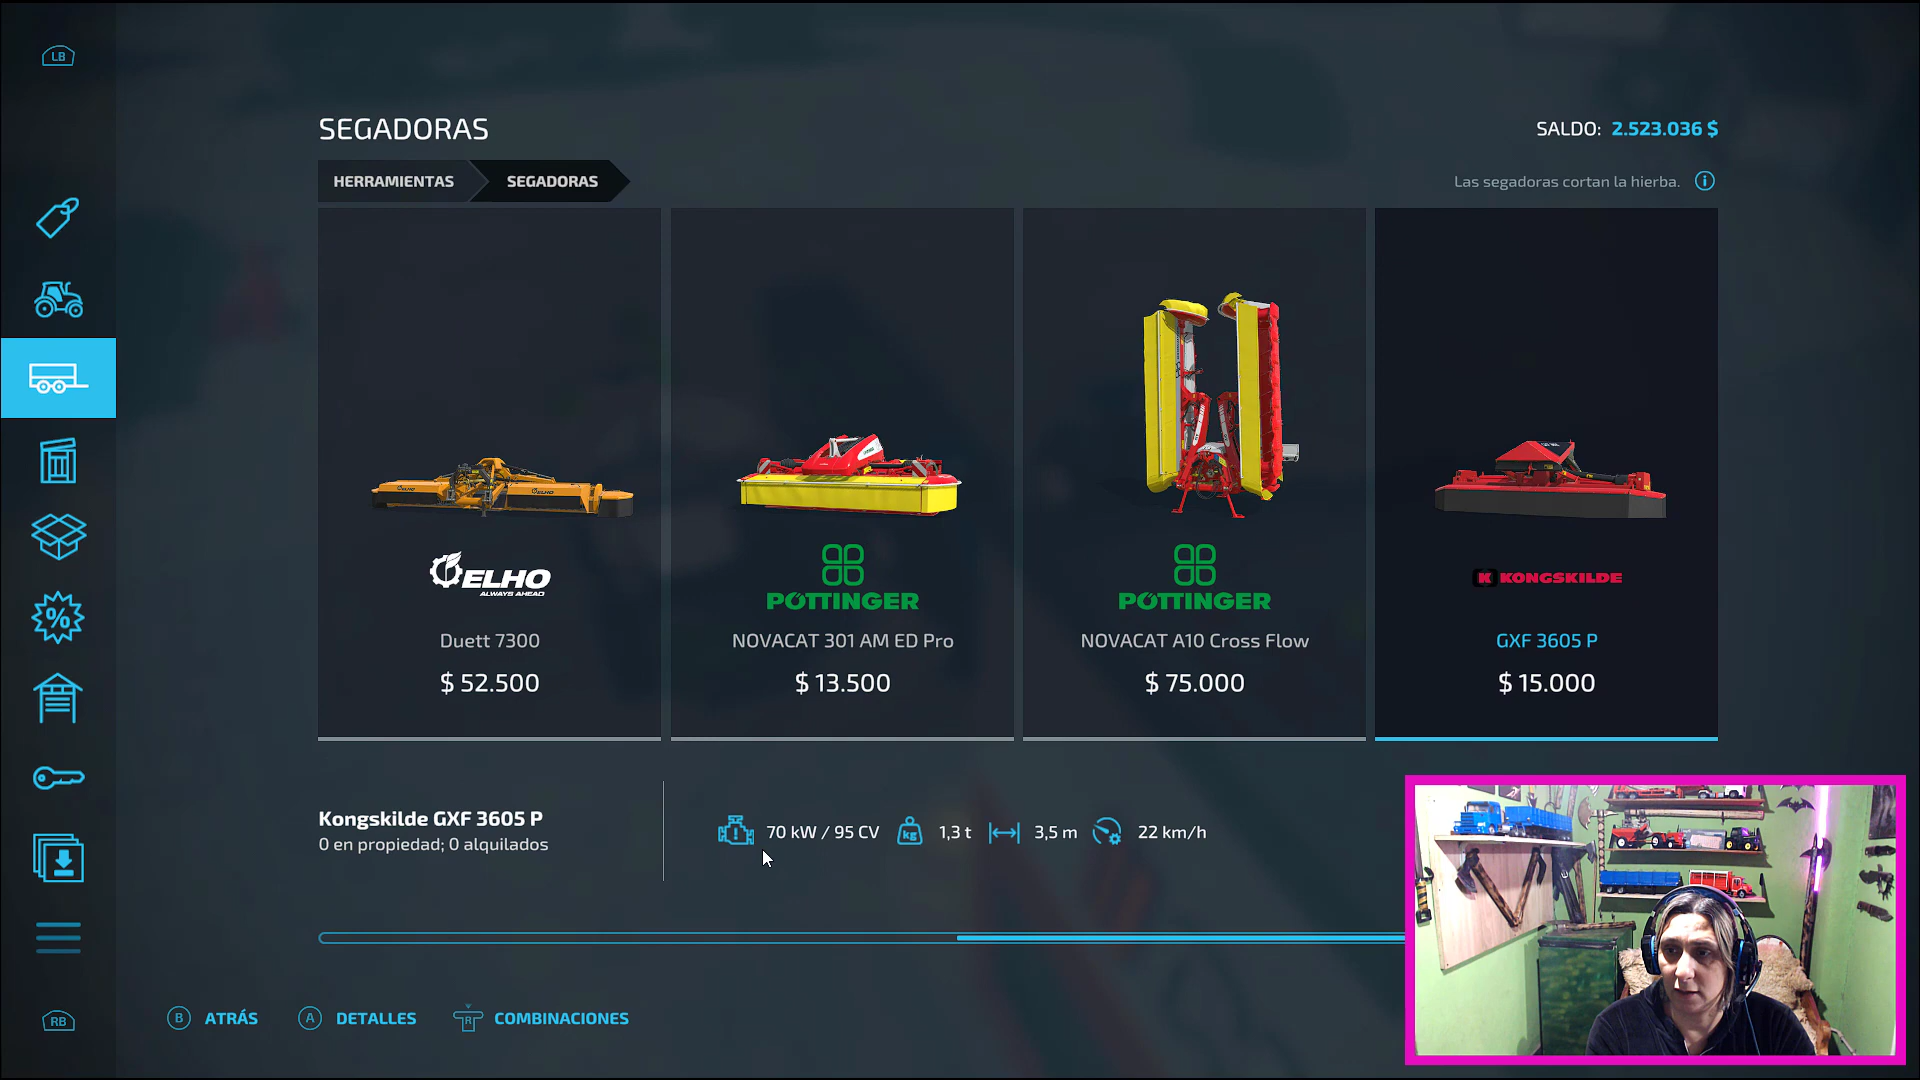 LB
SEGADORAS
SALDO: 2.523.036 $
HERRAMIENTAS SEGADORAS
Las segadoras cortan la hierba.
ELHO
ALWAYS AHEAD
PÖTTINGER
PÖTTINGER
K KONGSKILDE
Duett 7300
NOVACAT 301 AM ED Pro
NOVACAT A10 Cross Flow
GXF 3605 P
$ 52.500
$ 13.500
$ 75.000
$ 15.000
Kongskilde GXF 3605 P
0 en propiedad; 0 alquilados
70 kW / 95 CV
kg 1,3 t
3,5 m
22 km/h
RB
B ATRÁS
A DETALLES
R COMBINACIONES